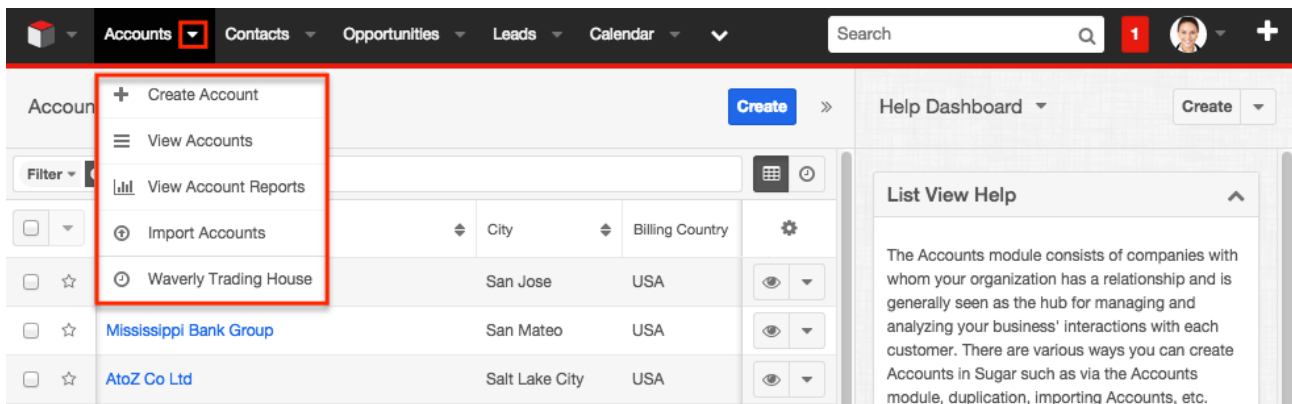 Accounts Contacts Opportunities Leads Calendar Search 1
Accoun Create Help Dashboard Create
Create Account
View Accounts
View Account Reports
Import Accounts
Waverly Trading House
Filter
City Billing Country
San Jose USA
Mississippi Bank Group San Mateo USA
AtoZ Co Ltd Salt Lake City USA
List View Help
The Accounts module consists of companies with
whom your organization has a relationship and is
generally seen as the hub for managing and
analyzing your business' interactions with each
customer. There are various ways you can create
Accounts in Sugar such as via the Accounts
module, duplication, importing Accounts, etc.